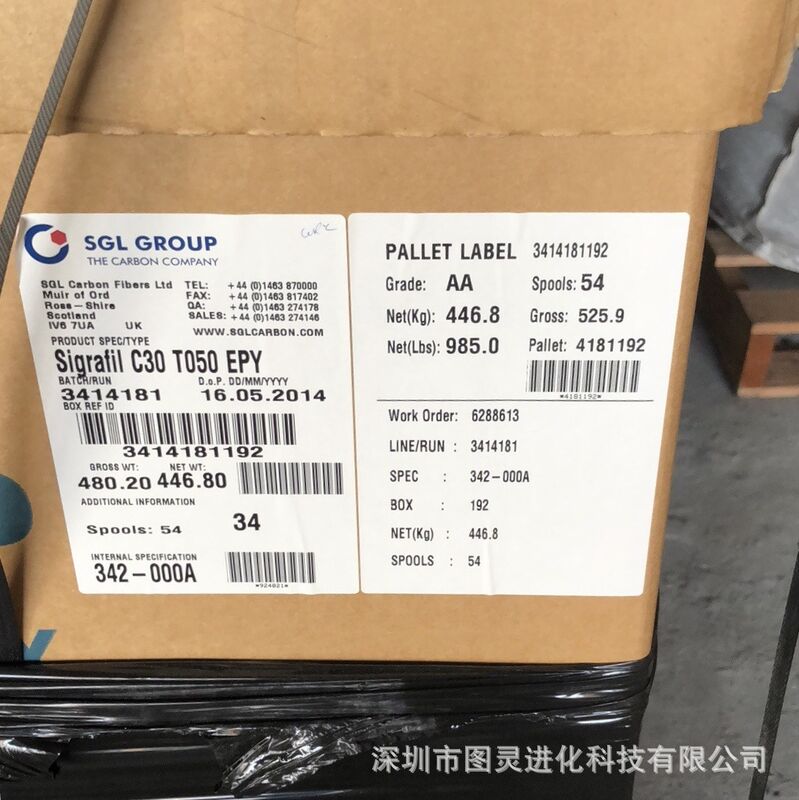 SGL GROUP
THE CARBON COMPANY
SGL Carbon Fibers Ltd
Muir of Ord
Ross-Shire
Scotland
IV6 7UA UK
TEL: +44 (0)1463 870000
FAX: +44 (0)1463 817402
QA: +44 (0)1463 274178
SALES: +44 (0)1463 274146
WWW.SGLCARBON.COM
PRODUCT SPEC/TYPE
Sigrafil C30 T050 EPY
BATCH/RUN D.o.P. DD/MM/YYYY
3414181 16.05.2014
BOX REF ID
3414181192
GROSS WT: NET WT:
480.20 446.80
ADDITIONAL INFORMATION
Spools: 54 34
INTERNAL SPECIFICATION
342-000A
*924821*
PALLET LABEL 3414181192
Grade: AA Spools: 54
Net(Kg): 446.8 Gross: 525.9
Net(Lbs): 985.0 Pallet: 4181192
*4181192*
Work Order: 6288613
LINE/RUN : 3414181
SPEC : 342-000A
BOX : 192
NET(Kg) : 446.8
SPOOLS : 54
深圳市图灵进化科技有限公司